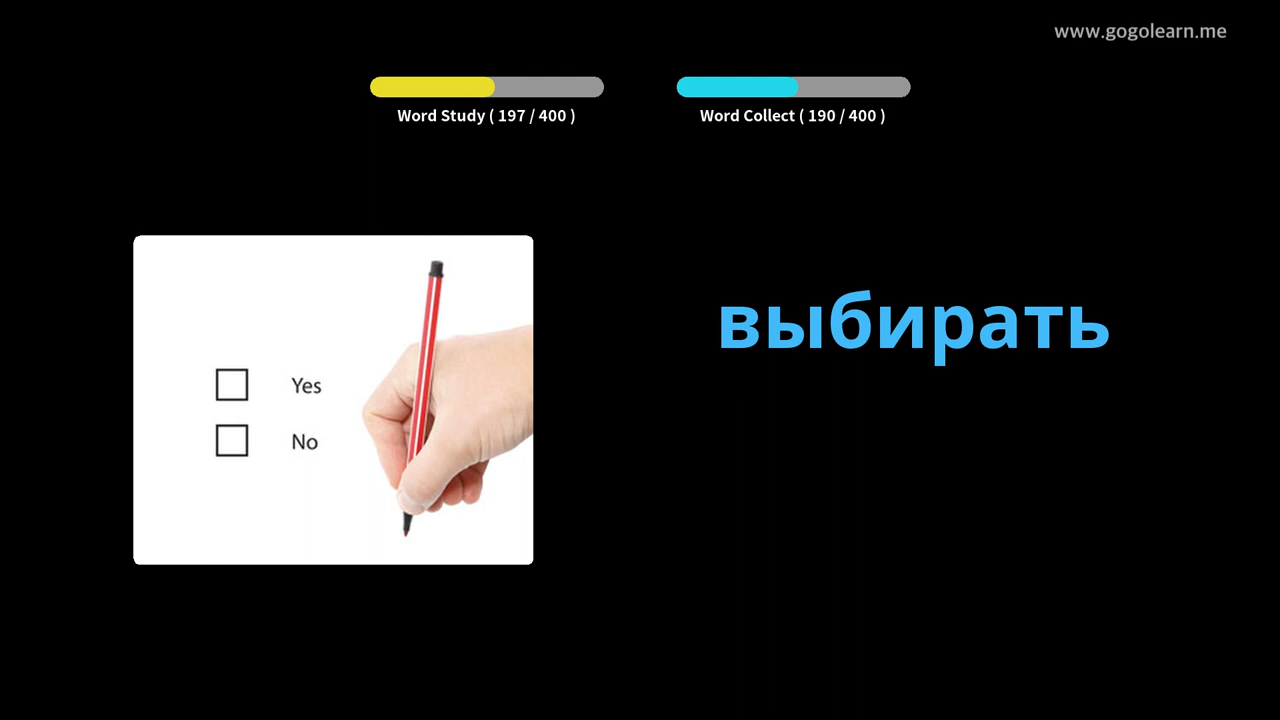 www.gogolearn.me
Word Study ( 197 / 400 )
Word Collect ( 190 / 400 )
выбирать
Yes
No